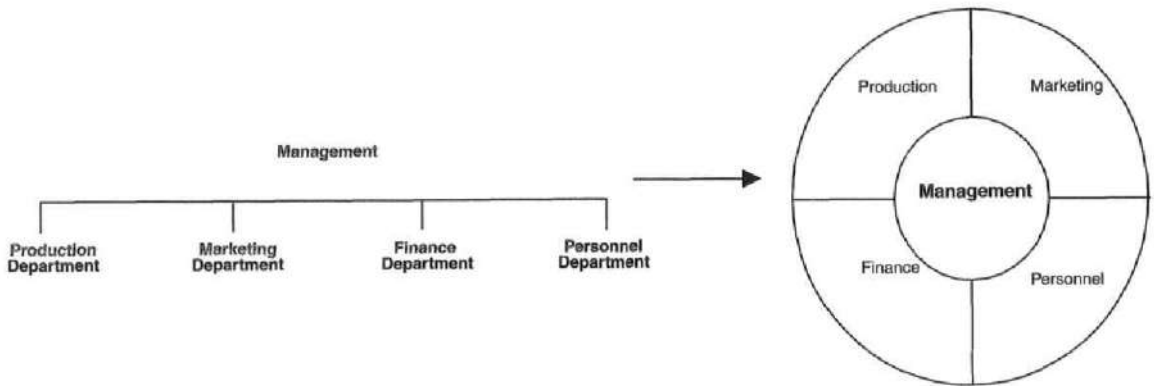 Management
Production
Department
Marketing
Department
Finance
Department
Personnel
Department
Production
Marketing
Management
Finance
Personnel